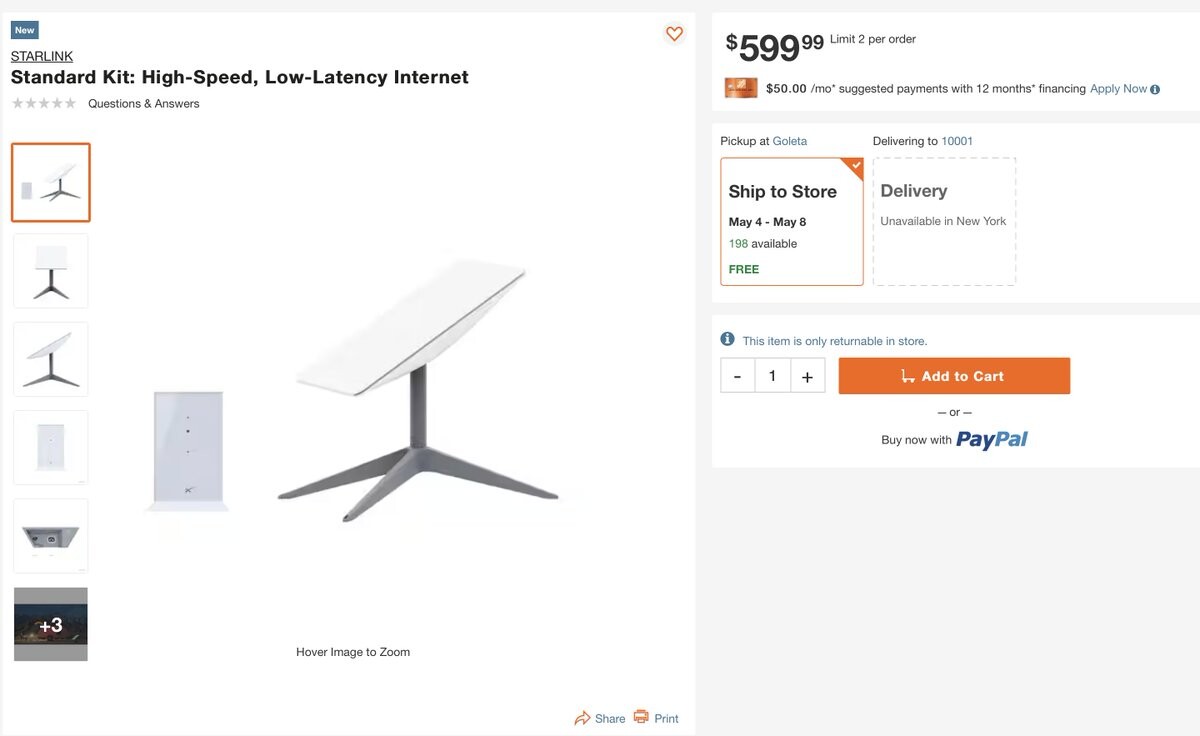 New
STARLINK
Standard Kit: High-Speed, Low-Latency Internet
Questions & Answers
+3
Hover Image to Zoom
Share Print
$599 99 Limit 2 per order
$50.00 /mo* suggested payments with 12 months* financing Apply Now
Pickup at Goleta
Ship to Store
May 4 - May 8
198 available
FREE
Delivering to 10001
Delivery
Unavailable in New York
This item is only returnable in store.
- 1 + Add to Cart
— or —
Buy now with PayPal